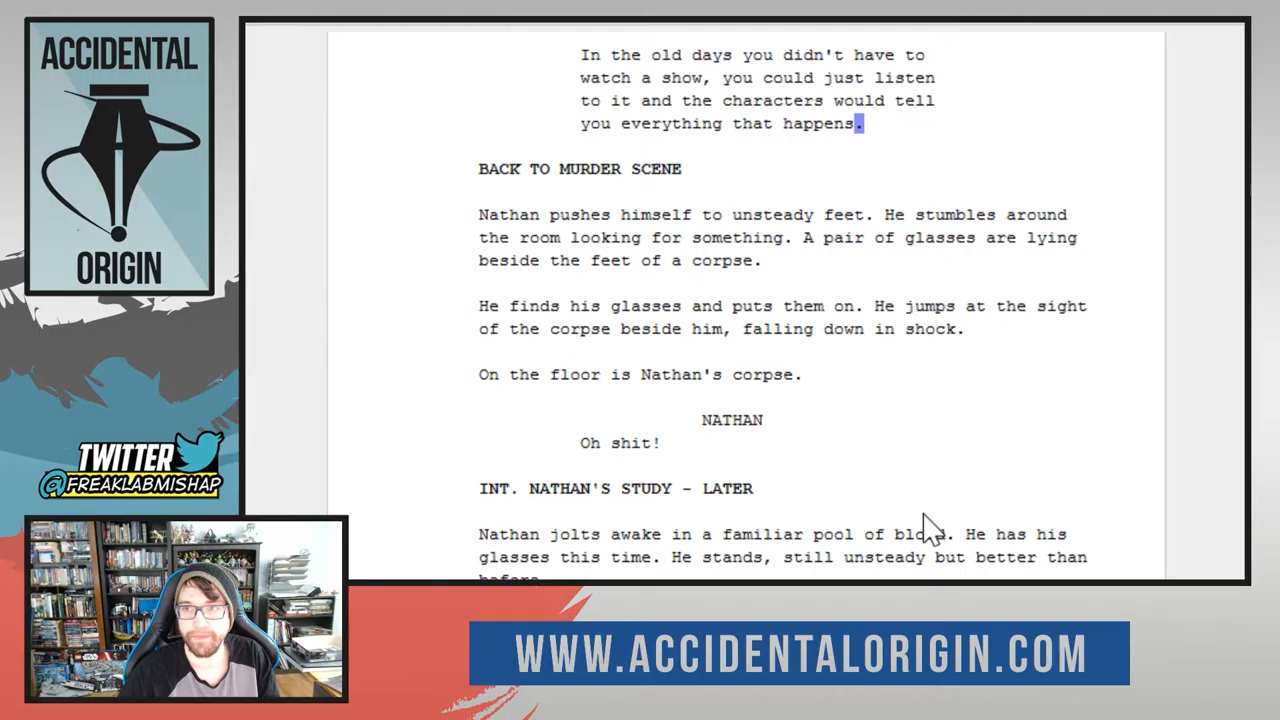 ACCIDENTAL
ORIGIN
In the old days you didn't have to
watch a show, you could just listen
to it and the characters would tell
you everything that happens.
BACK TO MURDER SCENE
Nathan pushes himself to unsteady feet. He stumbles around
the room looking for something. A pair of glasses are lying
beside the feet of a corpse.
He finds his glasses and puts them on. He jumps at the sight
of the corpse beside him, falling down in shock.
On the floor is Nathan's corpse.
NATHAN
Oh shit!
INT. NATHAN'S STUDY - LATER
Nathan jolts awake in a familiar pool of blood. He has his
glasses this time. He stands, still unsteady but better than
before.
TWITTER
@FREAKLABMISHAP
WWW.ACCIDENTALORIGIN.COM